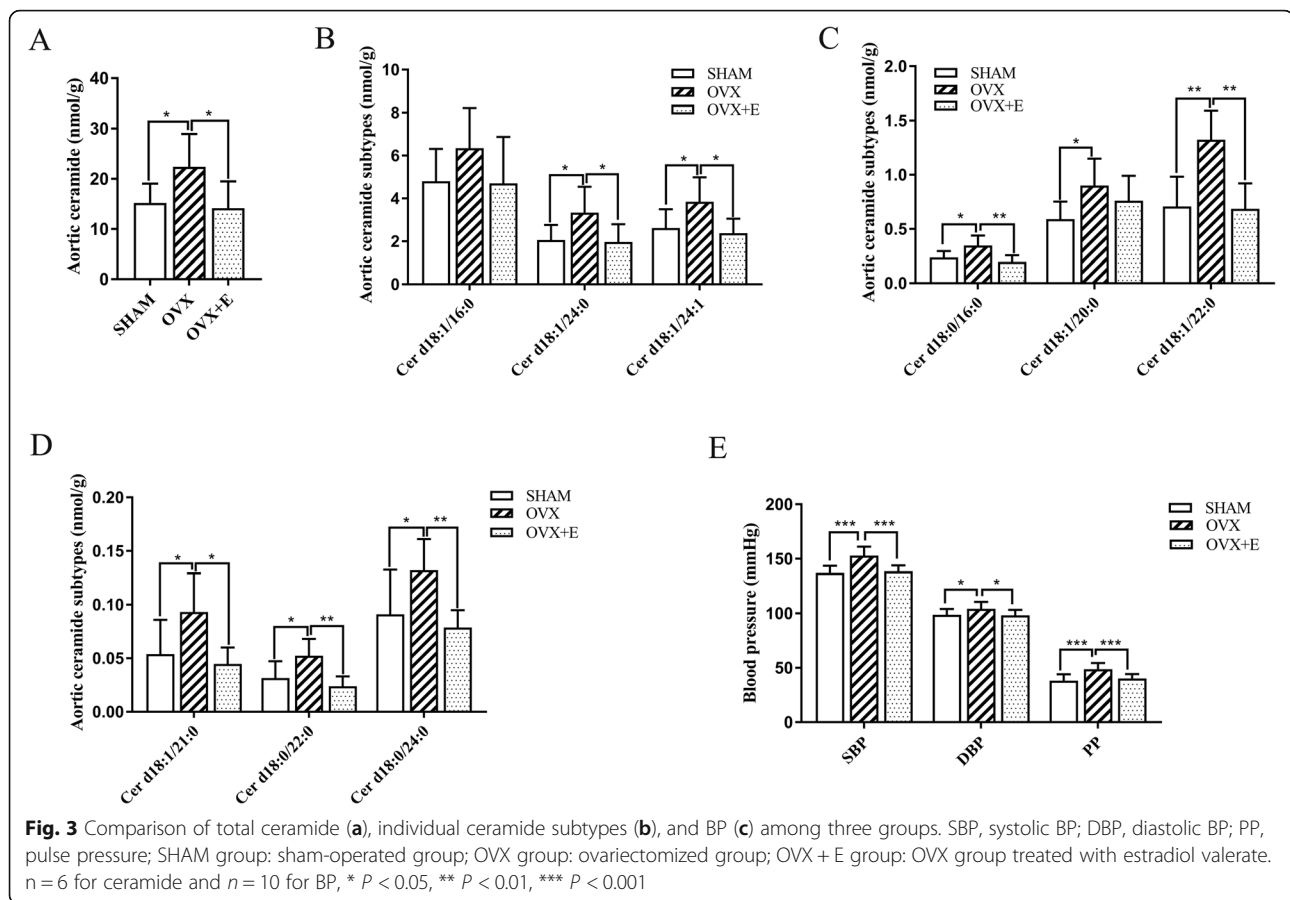 A
Aortic ceramide (nmol/g)
40
30
20
10
0
* *
SHAM
OVX
OVX+E
B
Aortic ceramide subtypes (nmol/g)
10
8
6
4
2
0
SHAM
OVX
OVX+E
* *
* *
Cer d18:1/16:0
Cer d18:1/24:0
Cer d18:1/24:1
C
Aortic ceramide subtypes (nmol/g)
2.0
1.5
1.0
0.5
0.0
SHAM
OVX
OVX+E
* **
*
** **
Cer d18:0/16:0
Cer d18:1/20:0
Cer d18:1/22:0
D
Aortic ceramide subtypes (nmol/g)
0.20
0.15
0.10
0.05
0.00
SHAM
OVX
OVX+E
* *
* **
* **
Cer d18:1/21:0
Cer d18:0/22:0
Cer d18:0/24:0
E
Blood pressure (mmHg)
200
150
100
50
0
SHAM
OVX
OVX+E
*** ***
* *
*** ***
SBP
DBP
PP
Fig. 3 Comparison of total ceramide (a), individual ceramide subtypes (b), and BP (c) among three groups. SBP, systolic BP; DBP, diastolic BP; PP,
pulse pressure; SHAM group: sham-operated group; OVX group: ovariectomized group; OVX + E group: OVX group treated with estradiol valerate.
n = 6 for ceramide and n = 10 for BP, * P < 0.05, ** P < 0.01, *** P < 0.001